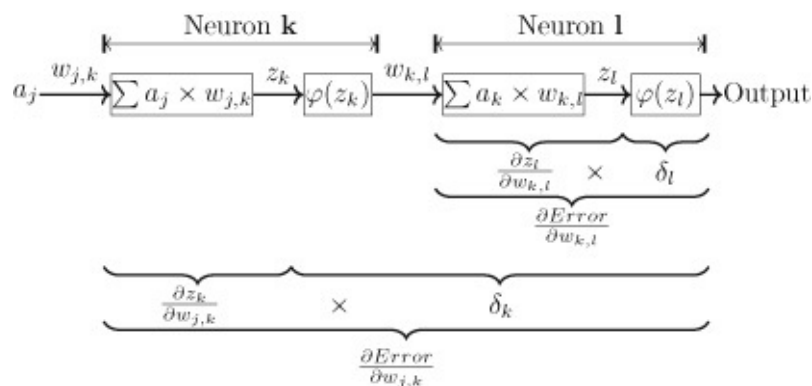 Neuron k Neuron l
a_j w_{j,k} ∑ a_j × w_{j,k} z_k φ(z_k) w_{k,l} ∑ a_k × w_{k,l} z_l φ(z_l) Output
∂z_l/∂w_{k,l} × δ_l
∂Error/∂w_{k,l}
∂z_k/∂w_{j,k} × δ_k
∂Error/∂w_{j,k}